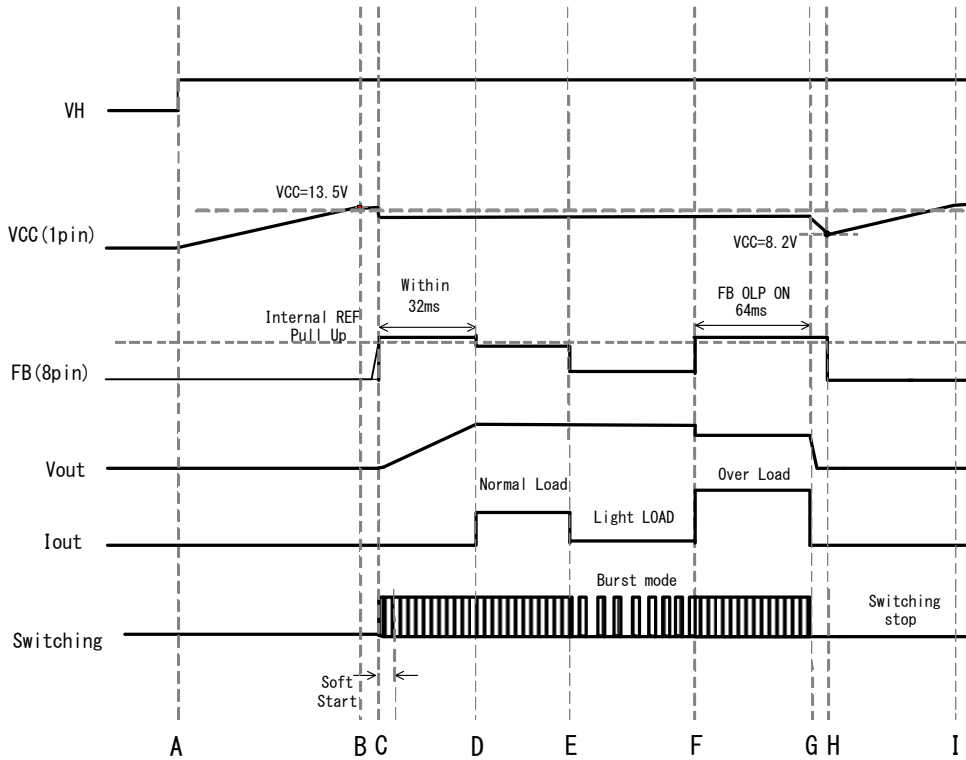 VH
VCC=13.5V
VCC(1pin)
VCC=8.2V
Within
32ms
FB OLP ON
64ms
Internal REF
Pull Up
FB(8pin)
Vout
Normal Load
Over Load
Light LOAD
Iout
Burst mode
Switching
stop
Switching
Soft
Start
A B C D E F G H I